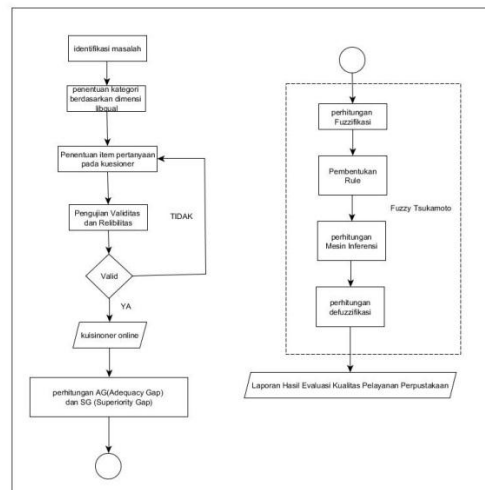 identifikasi masalah
penentuan kategori
berdasarkan dimensi
libqual
Penentuan item pertanyaan
pada kuesioner
Pengujian Validitas
dan Relibilitas
TIDAK
Valid
YA
kuisinoner online
perhitungan AG(Adequacy Gap)
dan SG (Superiority Gap)
perhitungan
Fuzzifikasi
Pembentukan
Rule
Fuzzy Tsukamoto
perhitungan
Mesin Inferensi
perhitungan
defuzzifikasi
Laporan Hasil Evaluasi Kualitas Pelayanan Perpustakaan